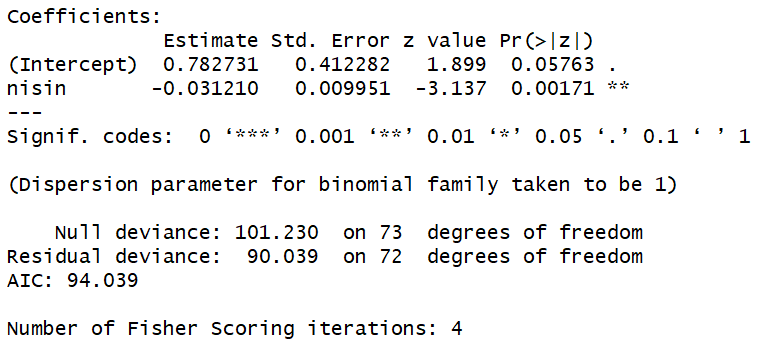 Coefficients:
             Estimate Std. Error z value Pr(>|z|)
(Intercept)  0.782731   0.412282   1.899  0.05763 .
nisin       -0.031210   0.009951  -3.137  0.00171 **
---
Signif. codes:  0 ‘***’ 0.001 ‘**’ 0.01 ‘*’ 0.05 ‘.’ 0.1 ‘ ’ 1
(Dispersion parameter for binomial family taken to be 1)
    Null deviance: 101.230  on 73  degrees of freedom
Residual deviance:  90.039  on 72  degrees of freedom
AIC: 94.039
Number of Fisher Scoring iterations: 4